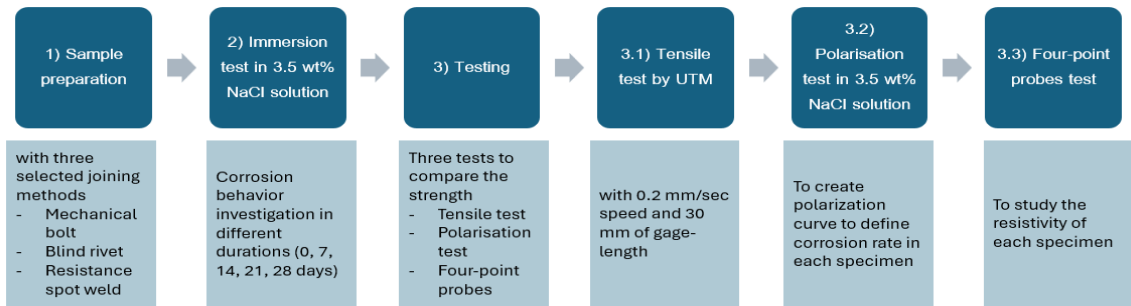 1) Sample
preparation
2) Immersion
test in 3.5 wt%
NaCl solution
3) Testing
3.1) Tensile
test by UTM
3.2)
Polarisation
test in 3.5 wt%
NaCl solution
3.3) Four-point
probes test
with three
selected joining
methods
- Mechanical
bolt
- Blind rivet
- Resistance
spot weld
Corrosion
behavior
investigation in
different
durations (0, 7,
14, 21, 28 days)
Three tests to
compare the
strength
- Tensile test
- Polarisation
test
- Four-point
probes
with 0.2 mm/sec
speed and 30
mm of gage-
length
To create
polarization
curve to define
corrosion rate in
each specimen
To study the
resistivity of
each specimen